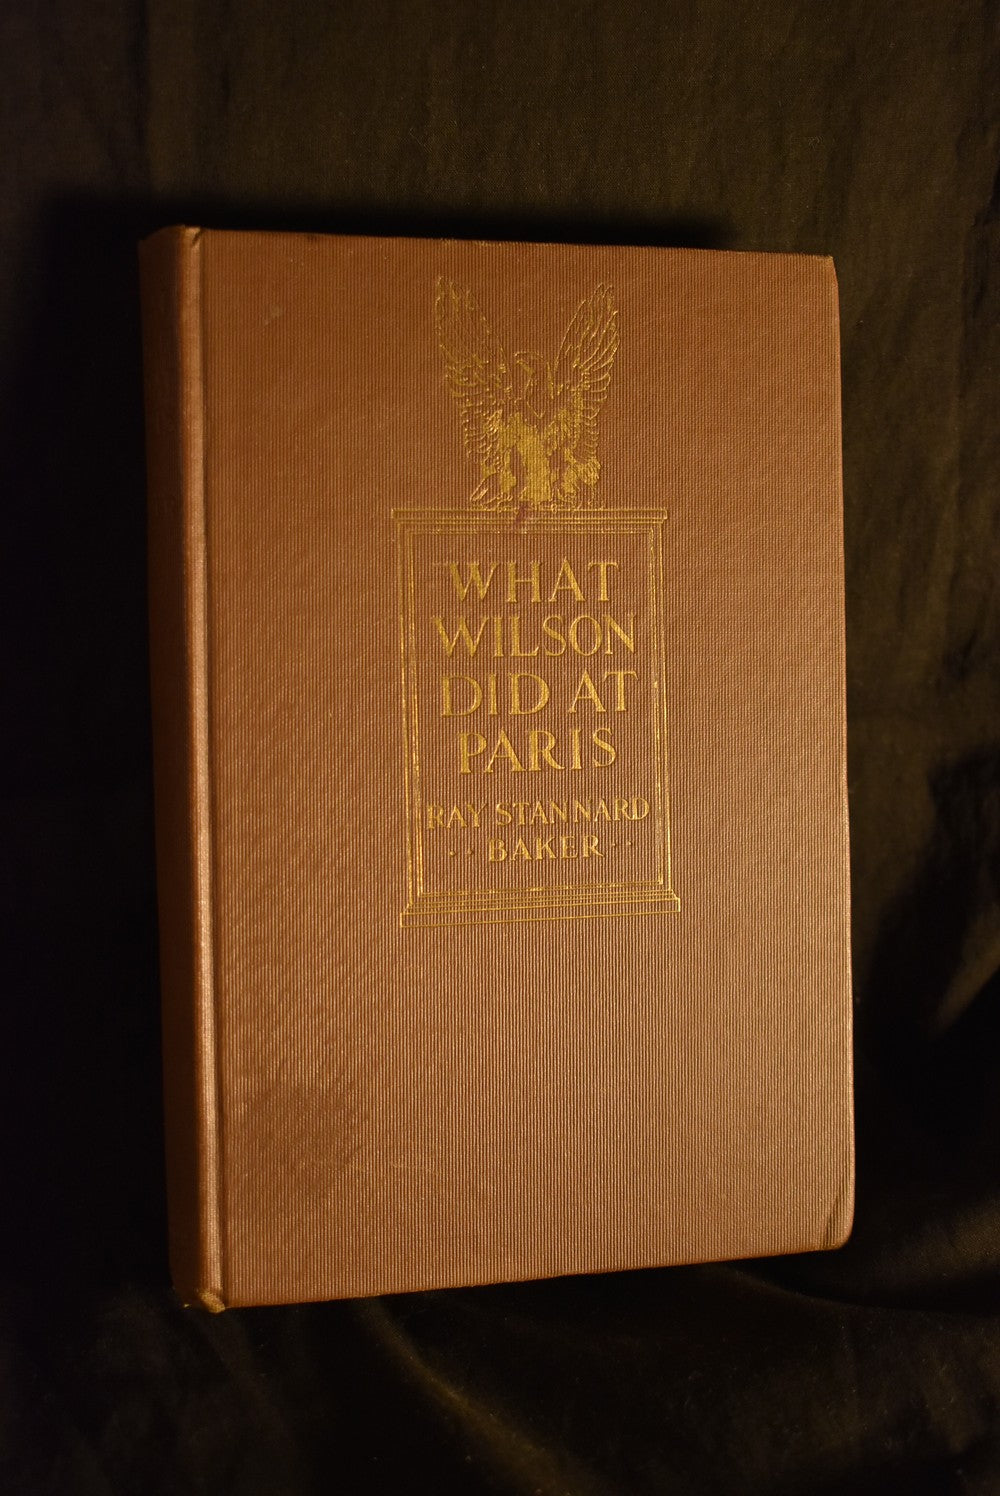 WHAT
WILSON
DID AT
PARIS
RAY STANNARD
·· BAKER ··